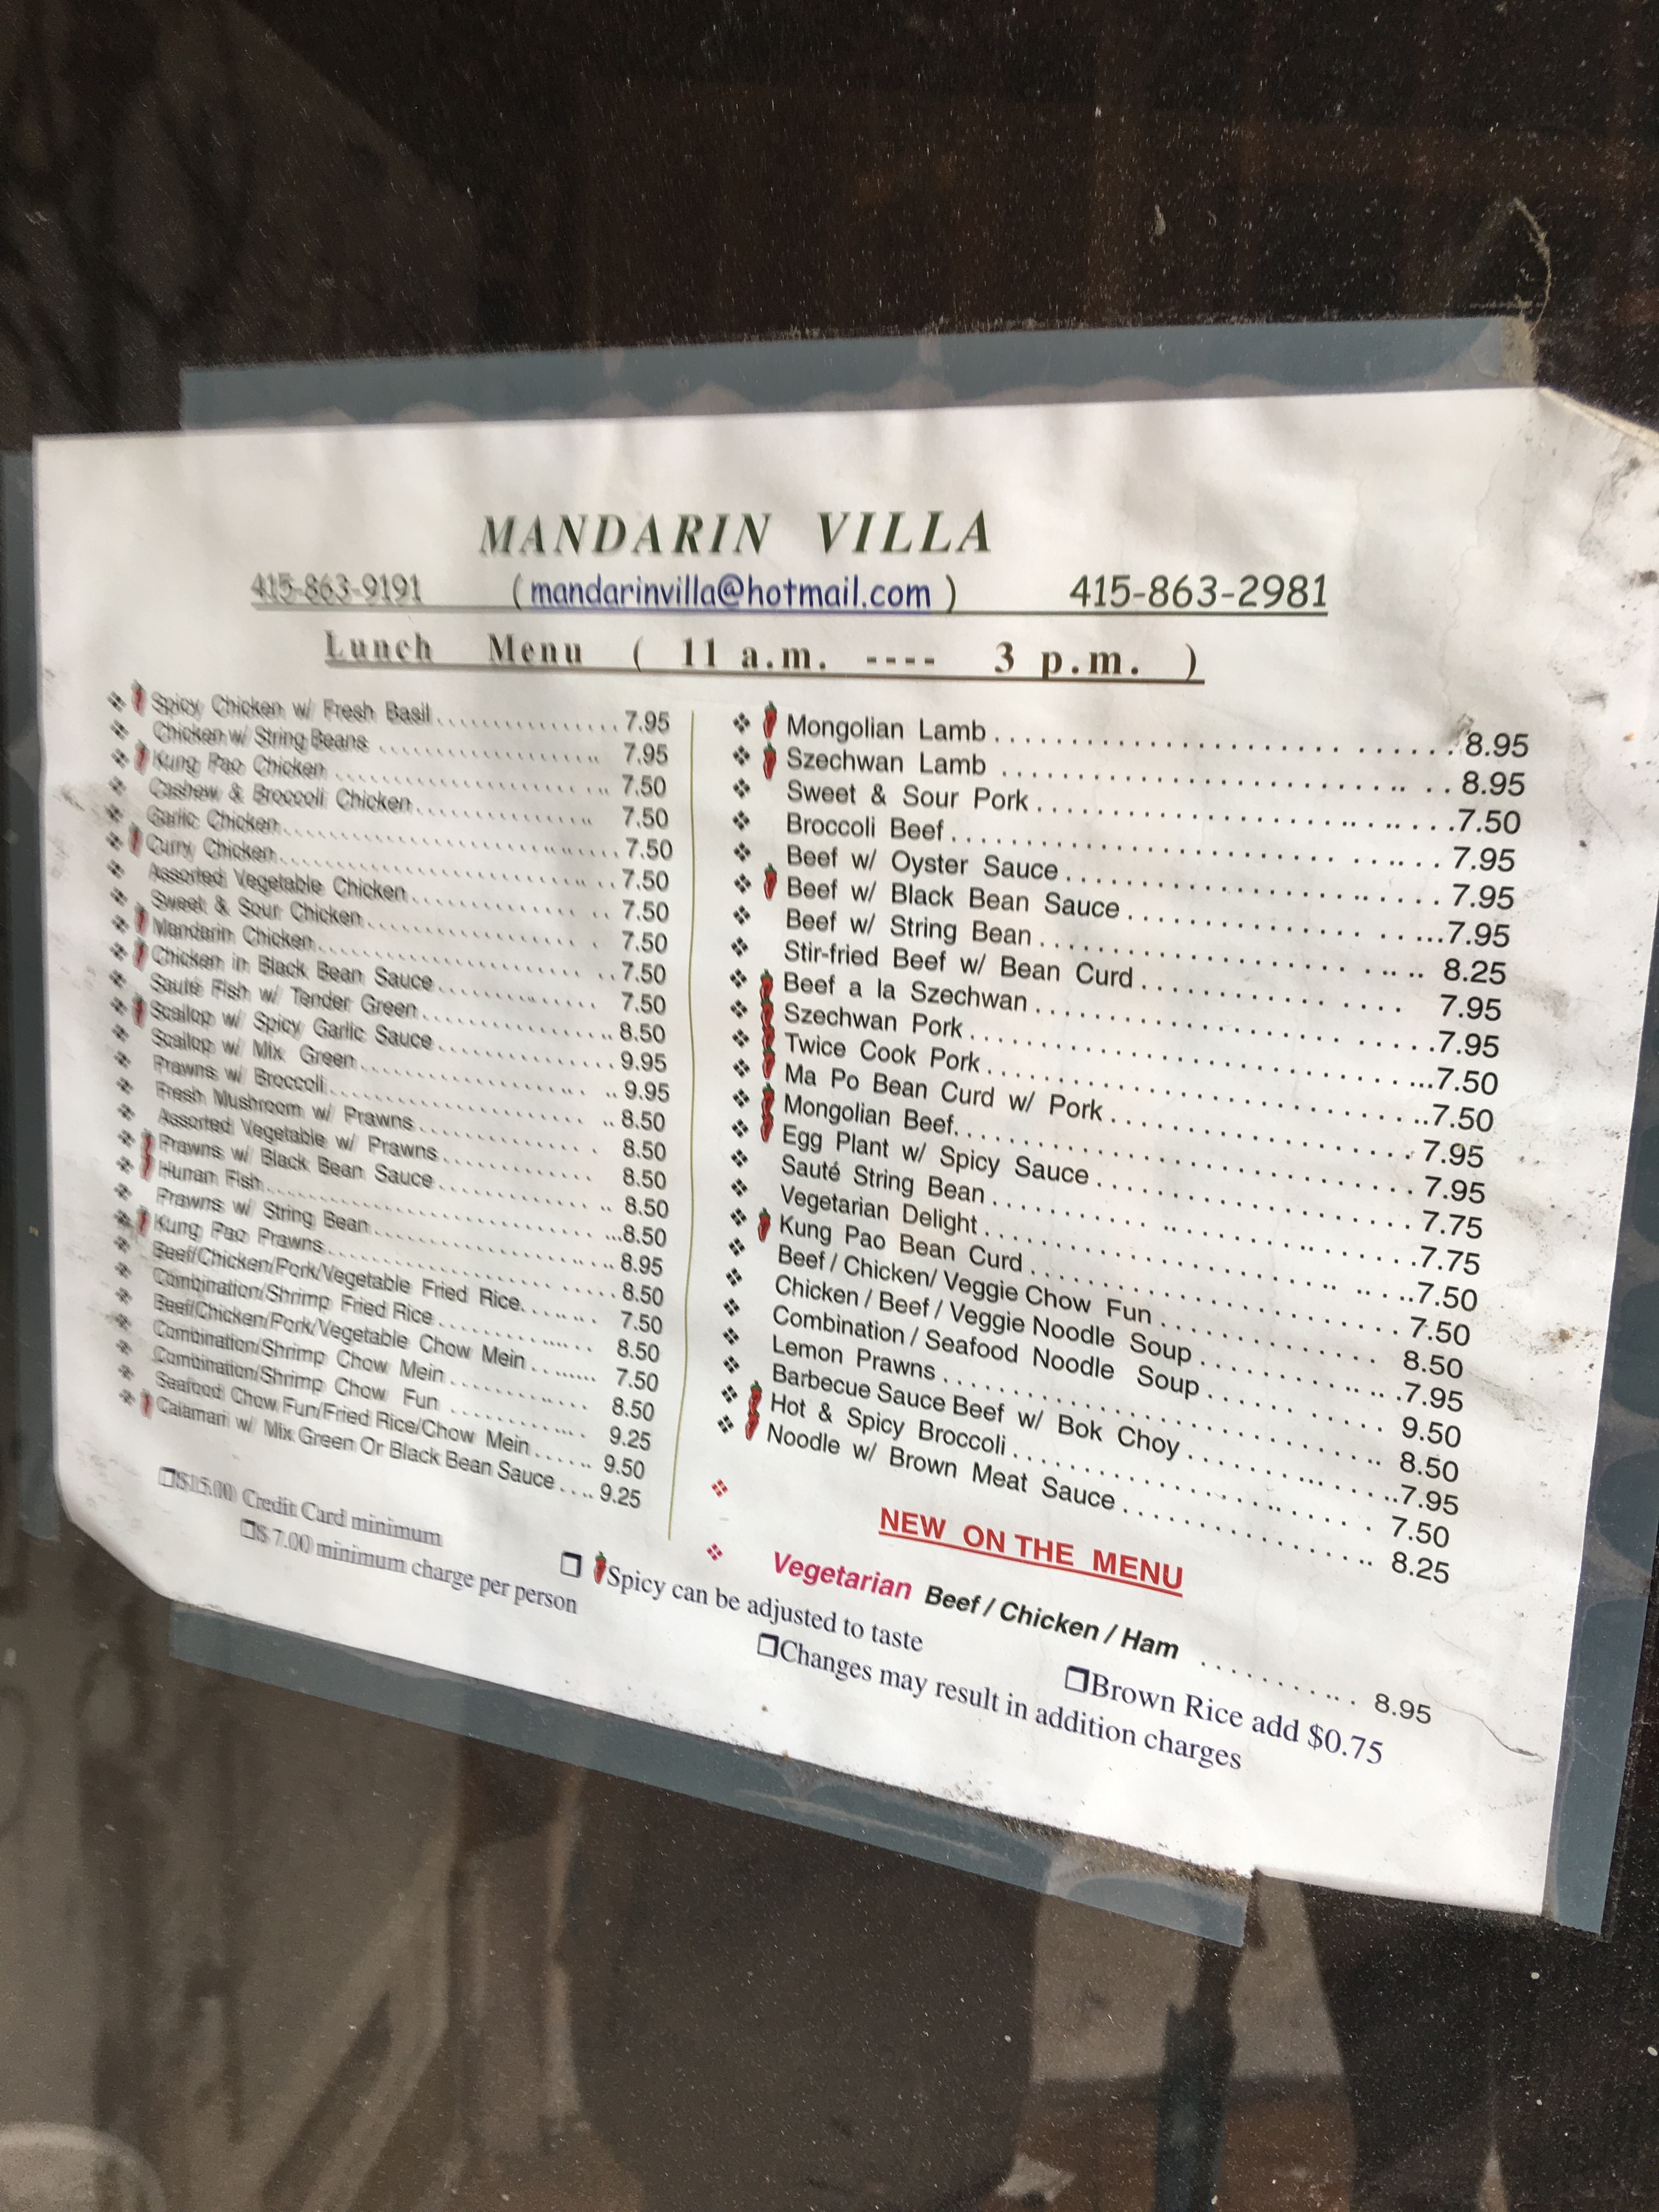 MANDARIN VILLA
415-863-9191 ( mandarinvilla@hotmail.com ) 415-863-2981
Lunch Menu ( 11 a.m. ---- 3 p.m. )
Spicy Chicken w/ Fresh Basil 7.95
Chicken w/ String Beans 7.95
Kung Pao Chicken 7.50
Cashew & Broccoli Chicken 7.50
Garlic Chicken 7.50
Curry Chicken 7.50
Assorted Vegetable Chicken 7.50
Sweet & Sour Chicken 7.50
Mandarin Chicken 7.50
Chicken in Black Bean Sauce 7.50
Sauté Fish w/ Tender Green 8.50
Scallop w/ Spicy Garlic Sauce 9.95
Scallop w/ Mix Green 9.95
Prawns w/ Broccoli 8.50
Fresh Mushroom w/ Prawns 8.50
Assorted Vegetable w/ Prawns 8.50
Prawns w/ Black Bean Sauce 8.50
Hunan Fish 8.50
Prawns w/ String Bean 8.95
Kung Pao Prawns 8.50
Beef/Chicken/Pork/Vegetable Fried Rice 7.50
Combination/Shrimp Fried Rice 8.50
Beef/Chicken/Pork/Vegetable Chow Mein 7.50
Combination/Shrimp Chow Mein 8.50
Combination/Shrimp Chow Fun 9.25
Seafood Chow Fun/Fried Rice/Chow Mein 9.50
Calamari w/ Mix Green Or Black Bean Sauce 9.25
Mongolian Lamb 8.95
Szechwan Lamb 8.95
Sweet & Sour Pork 7.50
Broccoli Beef 7.95
Beef w/ Oyster Sauce 7.95
Beef w/ Black Bean Sauce 7.95
Beef w/ String Bean 8.25
Stir-fried Beef w/ Bean Curd 7.95
Beef a la Szechwan 7.95
Szechwan Pork 7.50
Twice Cook Pork 7.50
Ma Po Bean Curd w/ Pork 7.95
Mongolian Beef 7.95
Egg Plant w/ Spicy Sauce 7.75
Sauté String Bean 7.75
Vegetarian Delight 7.50
Kung Pao Bean Curd 7.50
Beef / Chicken/ Veggie Chow Fun 8.50
Chicken / Beef / Veggie Noodle Soup 7.95
Combination / Seafood Noodle Soup 9.50
Lemon Prawns 8.50
Barbecue Sauce Beef w/ Bok Choy 7.95
Hot & Spicy Broccoli 7.50
Noodle w/ Brown Meat Sauce 8.25
NEW ON THE MENU
Vegetarian Beef / Chicken / Ham 8.95
$15.00 Credit Card minimum
Spicy can be adjusted to taste
Brown Rice add $0.75
$ 7.00 minimum charge per person
Changes may result in addition charges